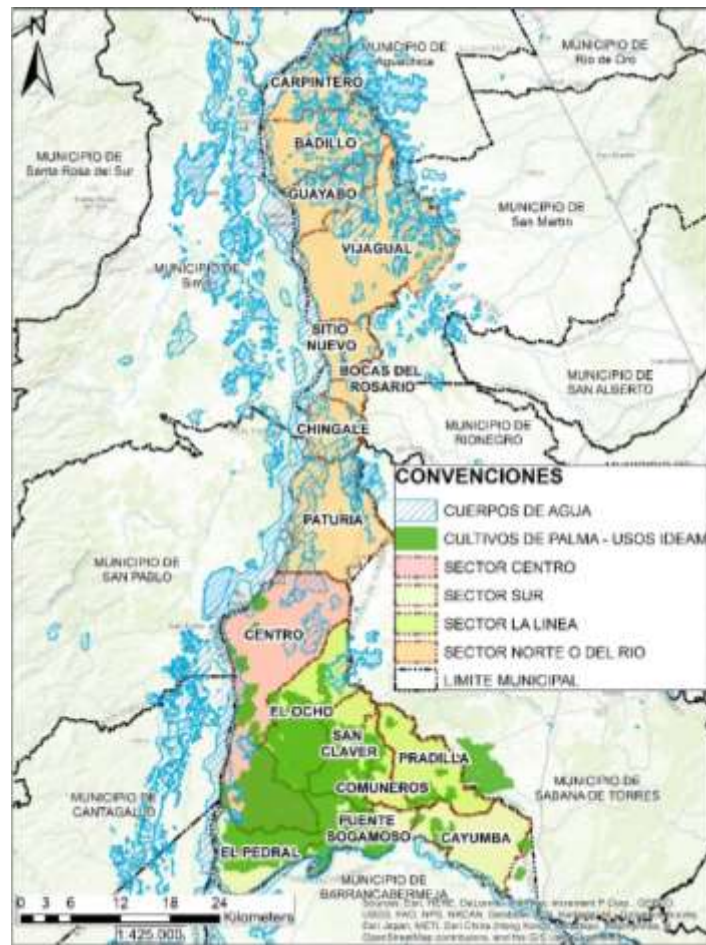 N
MUNICIPIO DE
Aguachica
MUNICIPIO DE
Rio de Oro
CARPINTERO
BADILLO
MUNICIPIO DE
Santa Rosa del Sur
GUAYABO
MUNICIPIO DE
San Martin
VIJAGUAL
MUNICIPIO DE
SITIO
NUEVO
BOCAS DEL
ROSARIO
MUNICIPIO DE
SAN ALBERTO
CHINGALE
MUNICIPIO DE
RIONEGRO
CONVENCIONES
CUERPOS DE AGUA
CULTIVOS DE PALMA - USOS IDEAM
SECTOR CENTRO
SECTOR SUR
SECTOR LA LINEA
SECTOR NORTE O DEL RIO
LIMITE MUNICIPAL
PATURIA
MUNICIPIO DE
SAN PABLO
CENTRO
EL OCHO
SAN
CLAVER
PRADILLA
COMUNEROS
MUNICIPIO DE
SABANA DE TORRES
MUNICIPIO DE
CANTAGALLO
PUENTE
SOGAMOSO
CAYUMBA
EL PEDRAL
MUNICIPIO DE
BARRANCABERMEJA
0 3 6 12 18 24
Kilometers
1:425.000